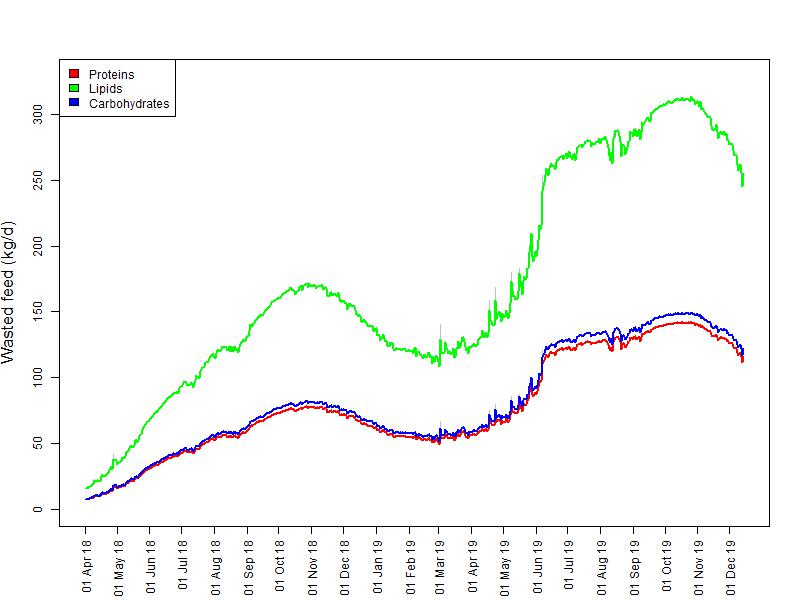 Proteins
Lipids
Carbohydrates
Wasted feed (kg/d)
300
250
200
150
100
50
0
01 Apr 18
01 May 18
01 Jun 18
01 Jul 18
01 Aug 18
01 Sep 18
01 Oct 18
01 Nov 18
01 Dec 18
01 Jan 19
01 Feb 19
01 Mar 19
01 Apr 19
01 May 19
01 Jun 19
01 Jul 19
01 Aug 19
01 Sep 19
01 Oct 19
01 Nov 19
01 Dec 19